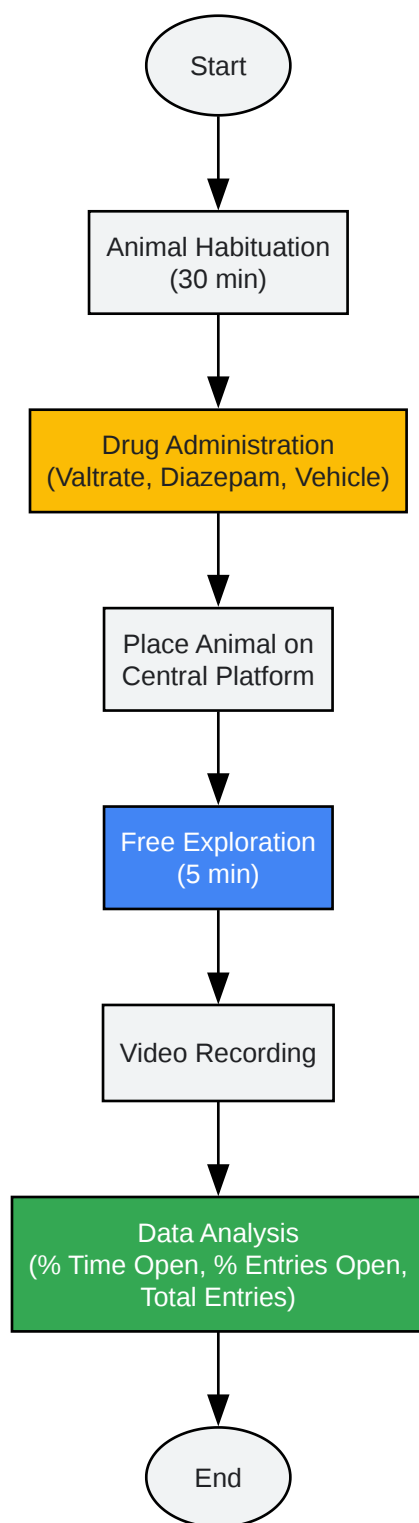 Start
Animal Habituation
(30 min)
Drug Administration
(Valtrate, Diazepam, Vehicle)
Place Animal on
Central Platform
Free Exploration
(5 min)
Video Recording
Data Analysis
(% Time Open, % Entries Open,
Total Entries)
End